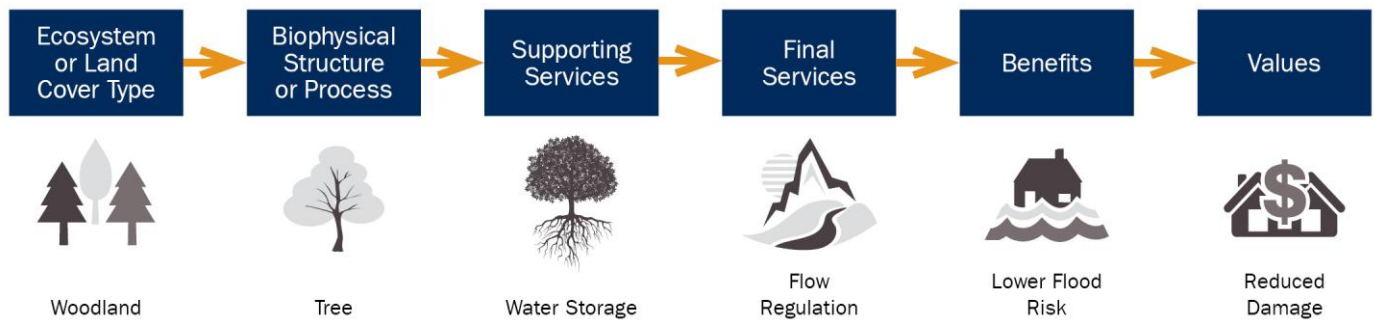 Ecosystem
or Land
Cover Type
Biophysical
Structure
or Process
Supporting
Services
Final
Services
Benefits
Values
Woodland
Tree
Water Storage
Flow
Regulation
Lower Flood
Risk
$
Reduced
Damage